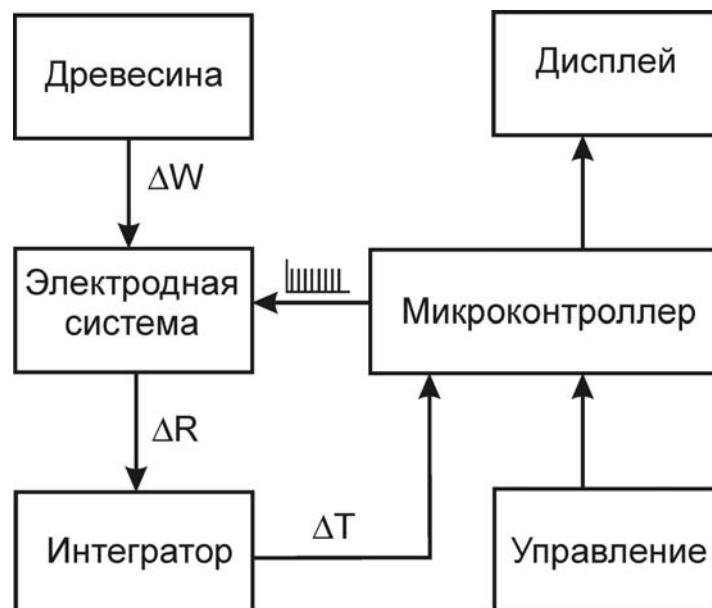 Древесина
Дисплей
ΔW
Электродная
система
Микроконтроллер
ΔR
Интегратор
ΔT
Управление